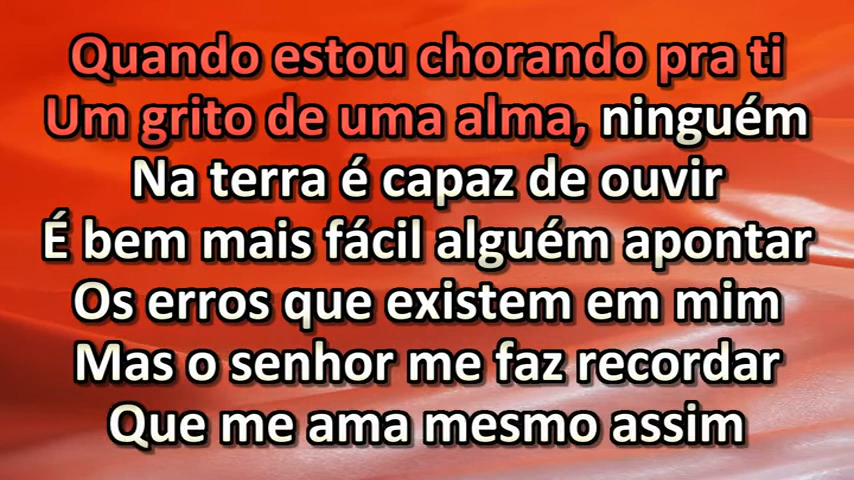 Quando estou chorando pra ti
Um grito de uma alma, ninguém
Na terra é capaz de ouvir
É bem mais fácil alguém apontar
Os erros que existem em mim
Mas o senhor me faz recordar
Que me ama mesmo assim